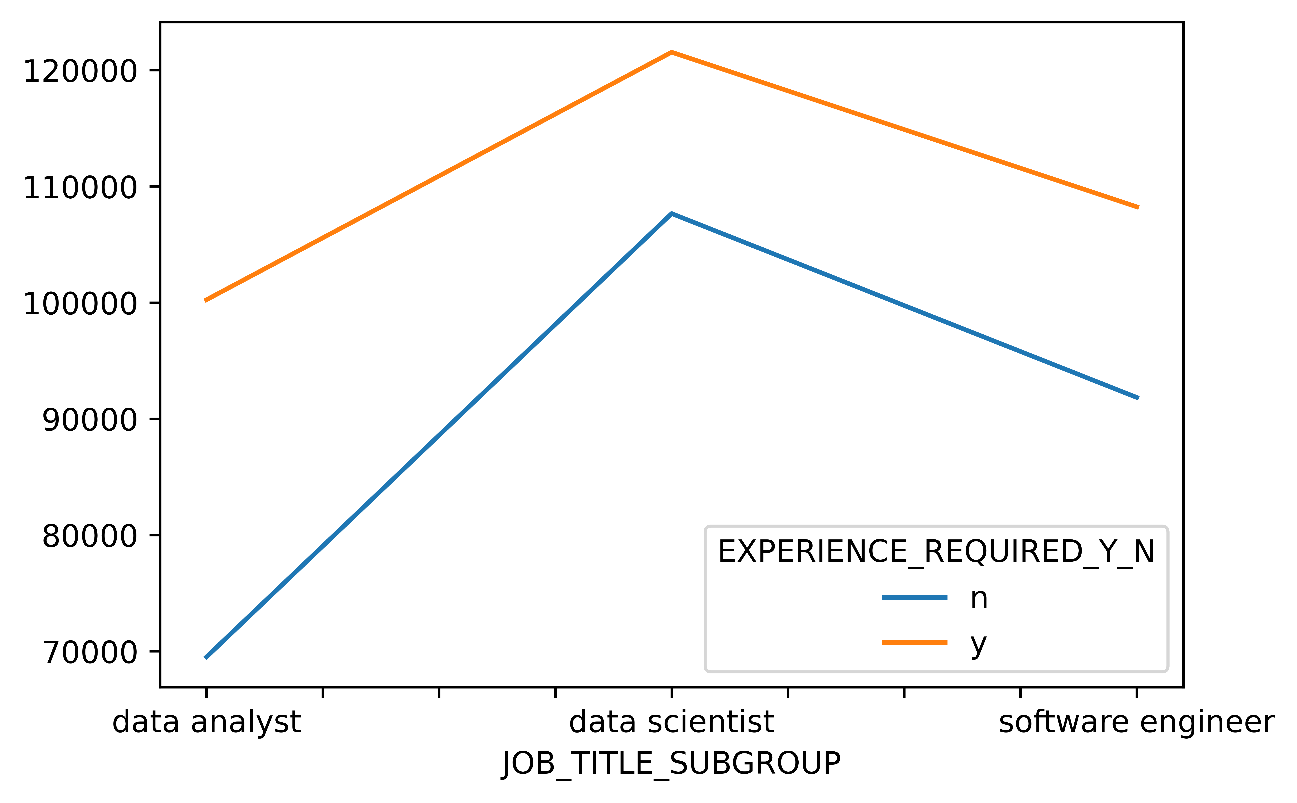 120000
110000
100000
90000
80000
70000
EXPERIENCE_REQUIRED_Y_N
n
y
data analyst data scientist software engineer
JOB_TITLE_SUBGROUP